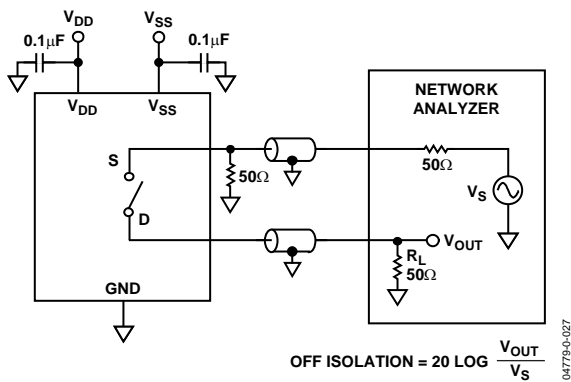 V_DD
V_SS
0.1μF
0.1μF
V_DD
V_SS
NETWORK
ANALYZER
S
50Ω
50Ω
V_S
D
V_OUT
R_L
50Ω
GND
OFF ISOLATION = 20 LOG V_OUT / V_S
04779-0-027